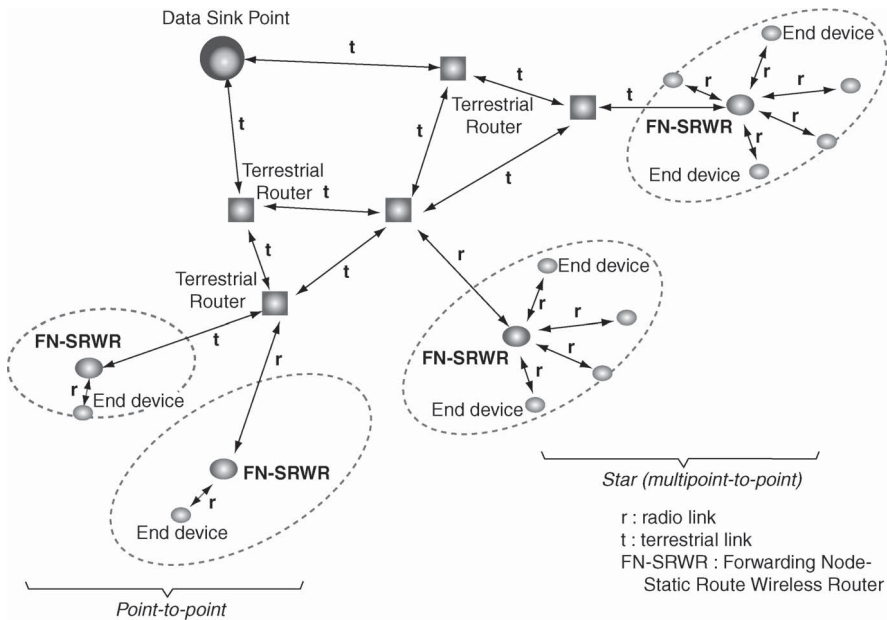 Data Sink Point
t
t
Terrestrial
Router
t
t
t
t
End device
r
r
r
r
r
FN-SRWR
End device
Terrestrial
Router
t
t
t
Terrestrial
Router
r
End device
r
r
r
r
FN-SRWR
End device
FN-SRWR
t
r
End device
r
FN-SRWR
r
End device
Point-to-point
Star (multipoint-to-point)
r : radio link
t : terrestrial link
FN-SRWR : Forwarding Node-
Static Route Wireless Router